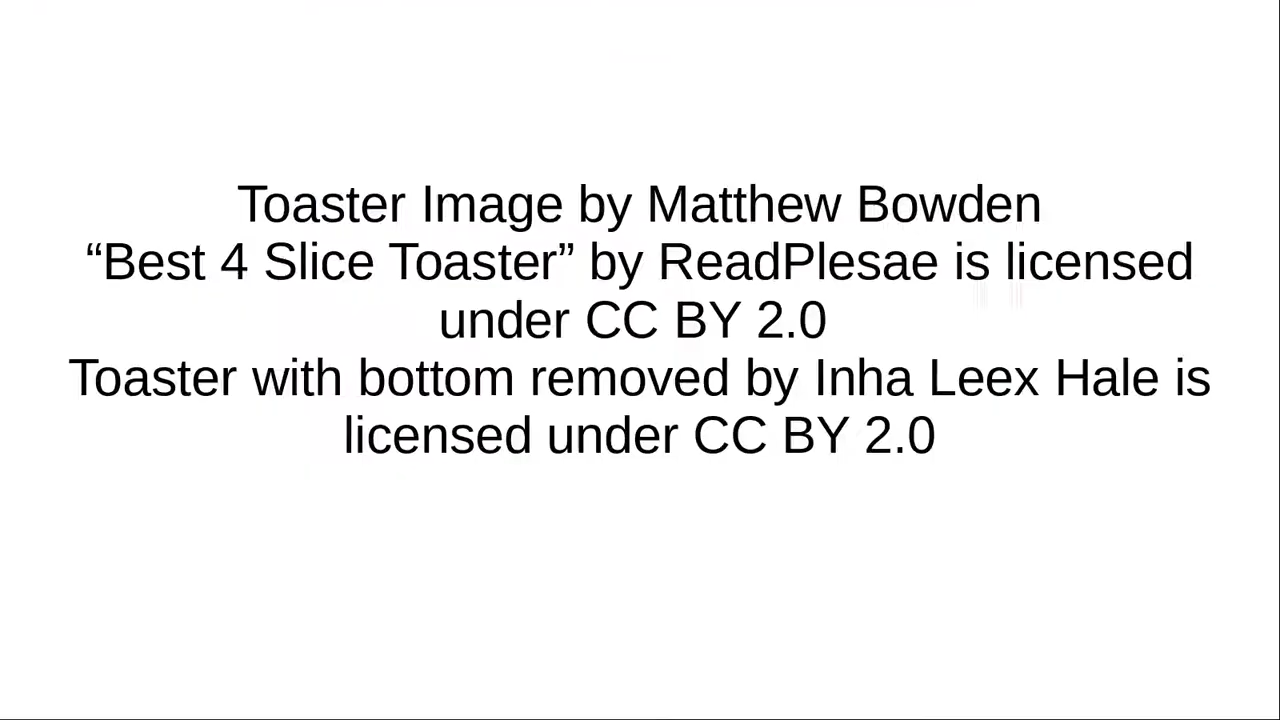 Toaster Image by Matthew Bowden
“Best 4 Slice Toaster” by ReadPlesae is licensed
under CC BY 2.0
Toaster with bottom removed by Inha Leex Hale is
licensed under CC BY 2.0